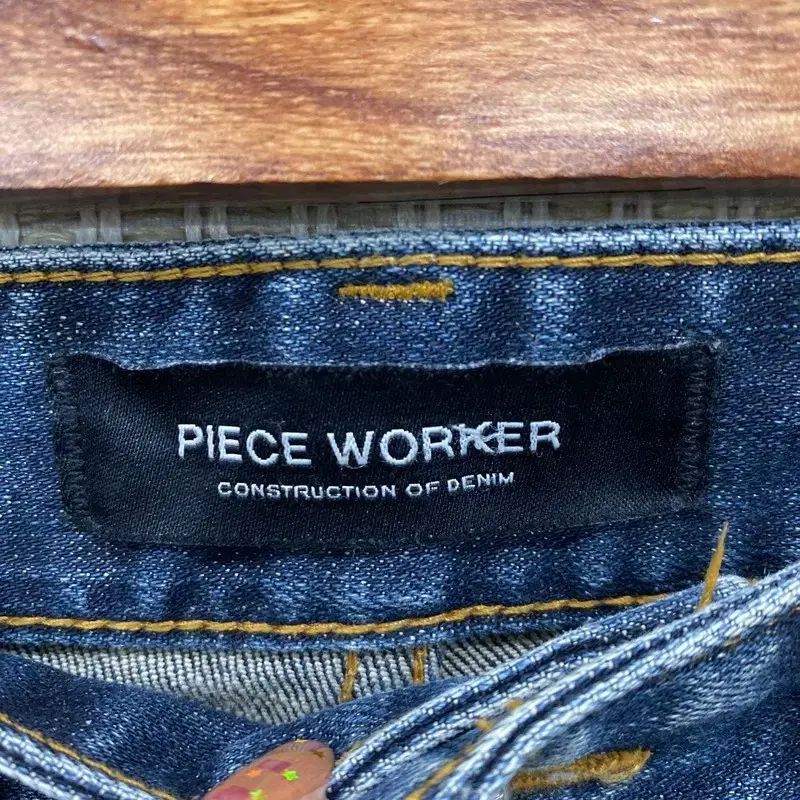 PIECE WORKER
CONSTRUCTION OF DENIM